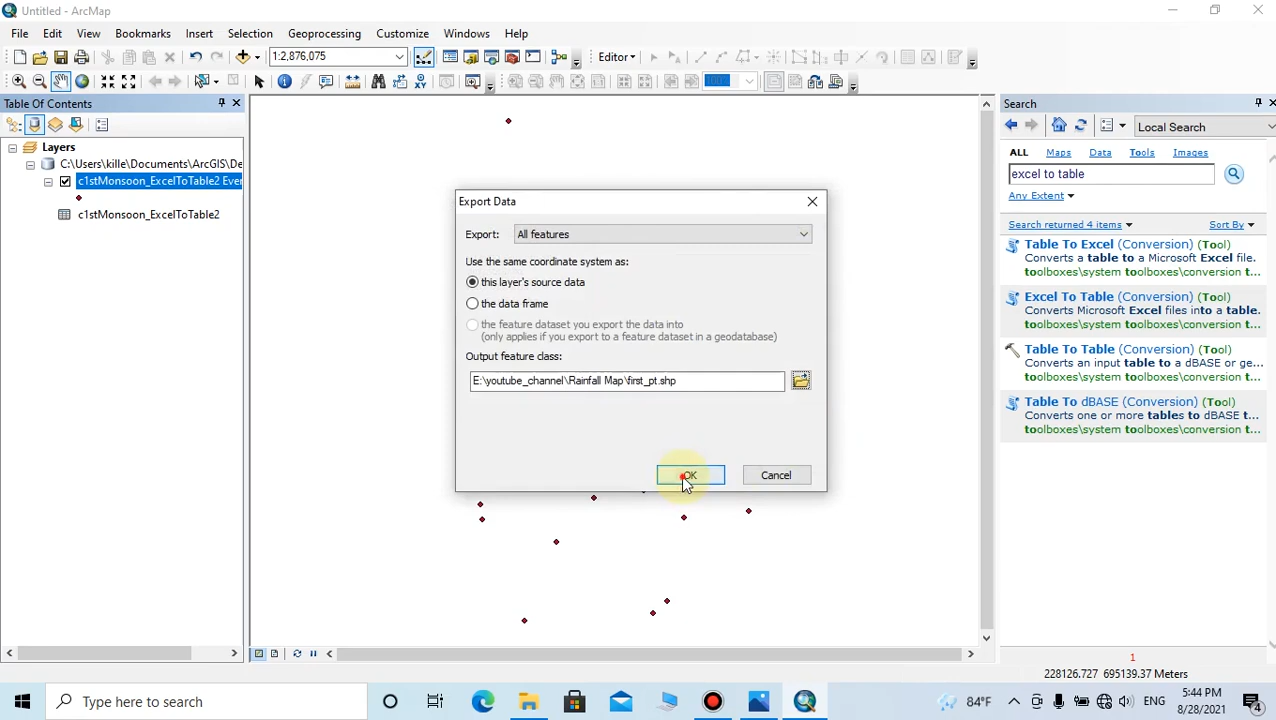 Untitled - ArcMap
File Edit View Bookmarks Insert Selection Geoprocessing Customize Windows Help
1:2,876,075
Editor
Table Of Contents
Layers
C:\Users\kille\Documents\ArcGIS\De
c1stMonsoon_ExcelToTable2 Ever
c1stMonsoon_ExcelToTable2
Export Data
Export: All features
Use the same coordinate system as:
this layer's source data
the data frame
the feature dataset you export the data into
(only applies if you export to a feature dataset in a geodatabase)
Output feature class:
E:\youtube_channel\Rainfall Map\first_pt.shp
OK Cancel
Search
Local Search
ALL Maps Data Tools Images
excel to table
Any Extent
Search returned 4 items Sort By
Table To Excel (Conversion) (Tool)
Converts a table to a Microsoft Excel file.
toolboxes\system toolboxes\conversion t...
Excel To Table (Conversion) (Tool)
Converts Microsoft Excel files into a table.
toolboxes\system toolboxes\conversion t...
Table To Table (Conversion) (Tool)
Converts an input table to a dBASE or ge...
toolboxes\system toolboxes\conversion t...
Table To dBASE (Conversion) (Tool)
Converts one or more tables to dBASE t...
toolboxes\system toolboxes\conversion t...
1
228126.727 695139.37 Meters
Type here to search
84°F
ENG
5:44 PM
8/28/2021
4